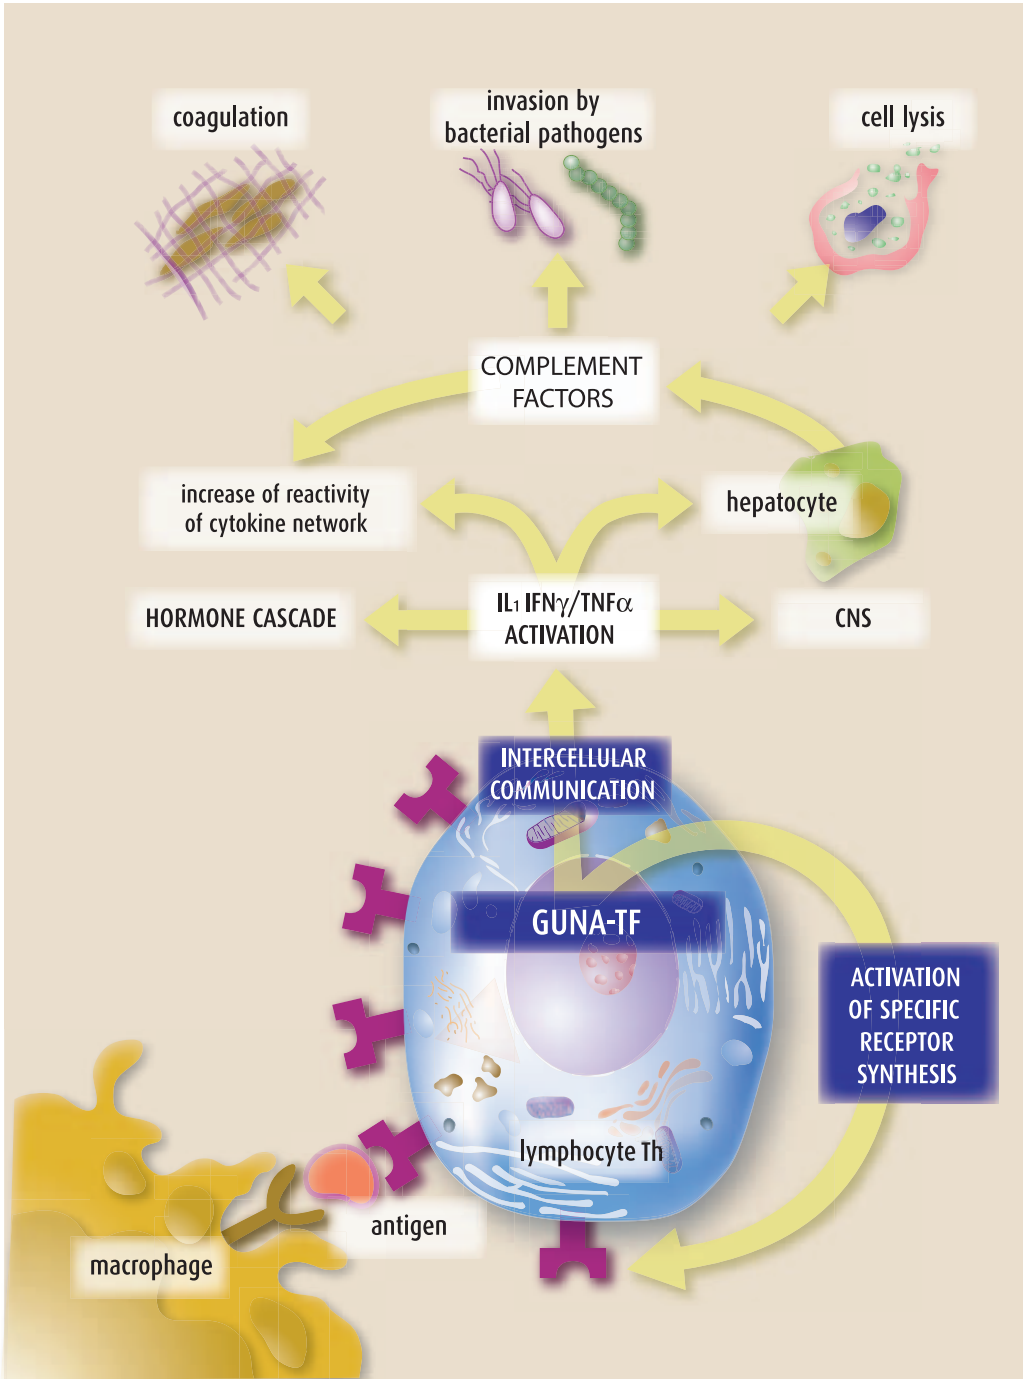 coagulation
invasion by
bacterial pathogens
cell lysis
COMPLEMENT
FACTORS
increase of reactivity
of cytokine network
hepatocyte
HORMONE CASCADE
IL1 IFNγ/TNFα
ACTIVATION
CNS
INTERCELLULAR
COMMUNICATION
GUNA-TF
ACTIVATION
OF SPECIFIC
RECEPTOR
SYNTHESIS
lymphocyte Th
antigen
macrophage